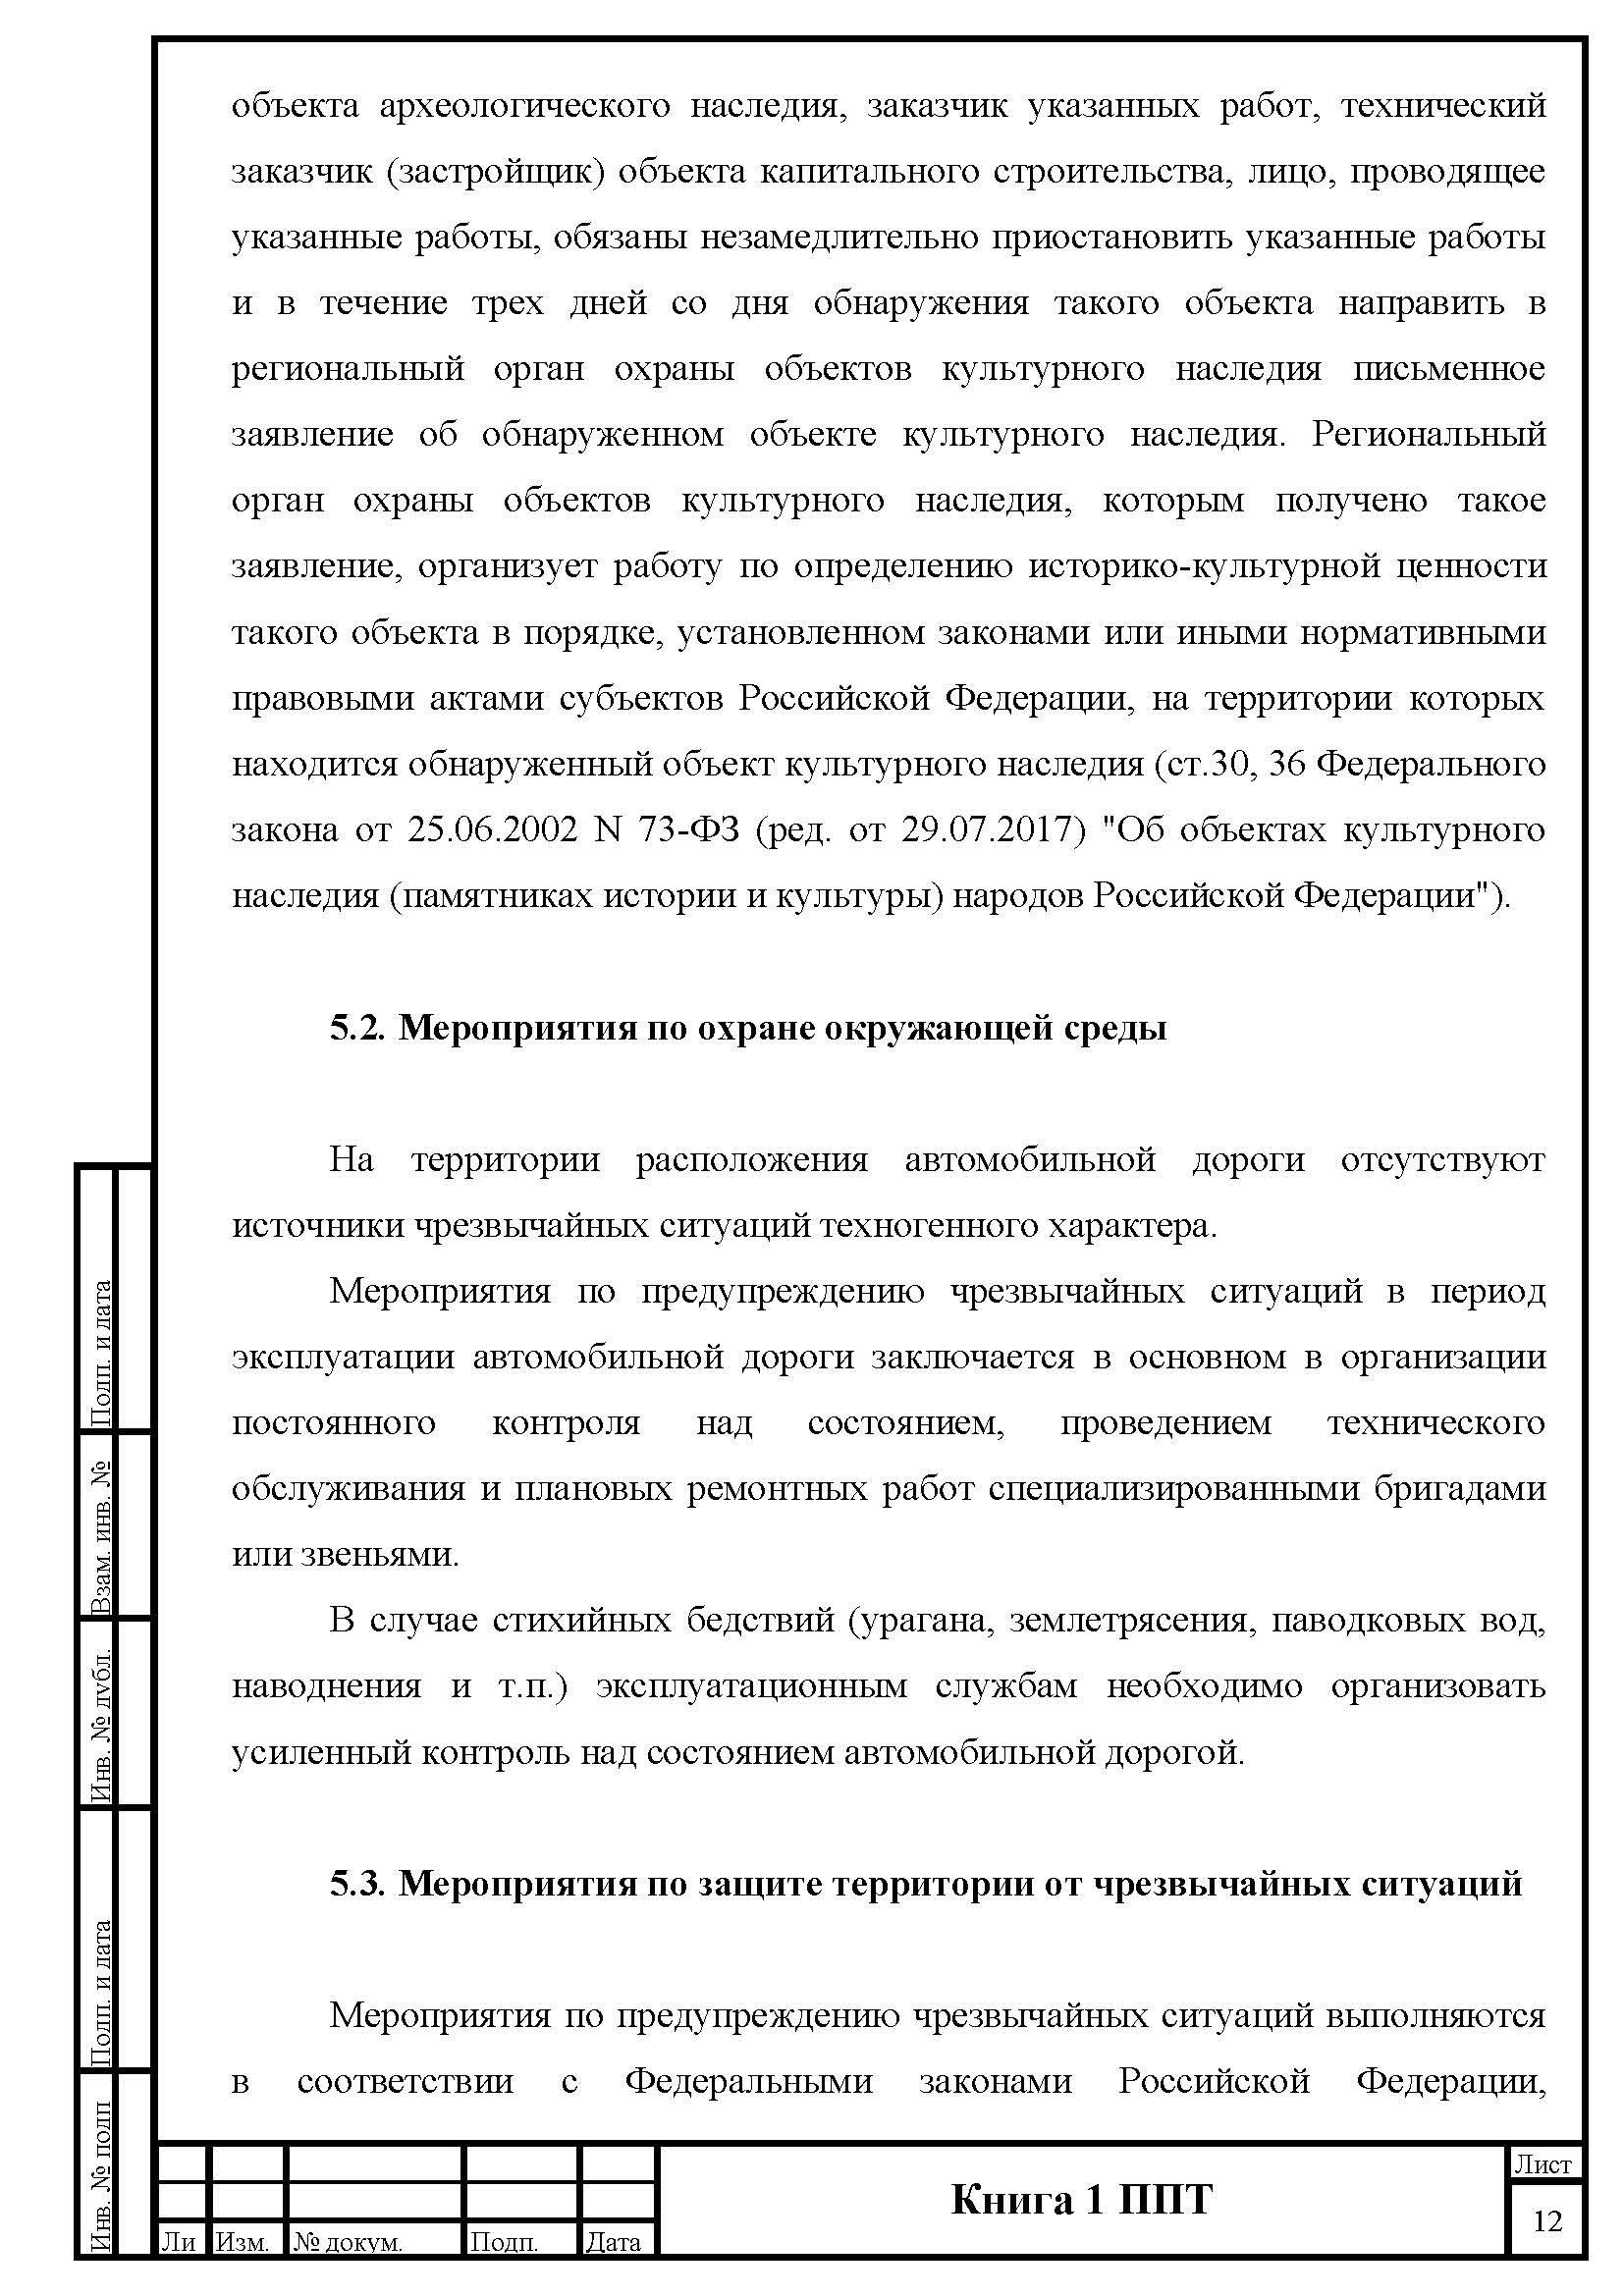 объекта археологического наследия, заказчик указанных работ, технический
заказчик (застройщик) объекта капитального строительства, лицо, проводящее
указанные работы, обязаны незамедлительно приостановить указанные работы
и в течение трех дней со дня обнаружения такого объекта направить в
региональный орган охраны объектов культурного наследия письменное
заявление об обнаруженном объекте культурного наследия. Региональный
орган охраны объектов культурного наследия, которым получено такое
заявление, организует работу по определению историко-культурной ценности
такого объекта в порядке, установленном законами или иными нормативными
правовыми актами субъектов Российской Федерации, на территории которых
находится обнаруженный объект культурного наследия (ст.30, 36 Федерального
закона от 25.06.2002 N 73-ФЗ (ред. от 29.07.2017) "Об объектах культурного
наследия (памятниках истории и культуры) народов Российской Федерации").
5.2. Мероприятия по охране окружающей среды
На территории расположения автомобильной дороги отсутствуют
источники чрезвычайных ситуаций техногенного характера.
Мероприятия по предупреждению чрезвычайных ситуаций в период
эксплуатации автомобильной дороги заключается в основном в организации
постоянного контроля над состоянием, проведением технического
обслуживания и плановых ремонтных работ специализированными бригадами
или звеньями.
В случае стихийных бедствий (урагана, землетрясения, паводковых вод,
наводнения и т.п.) эксплуатационным службам необходимо организовать
усиленный контроль над состоянием автомобильной дорогой.
5.3. Мероприятия по защите территории от чрезвычайных ситуаций
Мероприятия по предупреждению чрезвычайных ситуаций выполняются
в соответствии с Федеральными законами Российской Федерации,
Подп. и дата
Взам. инв. №
Инв. № дубл.
Подп. и дата
Инв. № подп
Ли Изм. № докум. Подп. Дата
Книга 1 ППТ
Лист
12